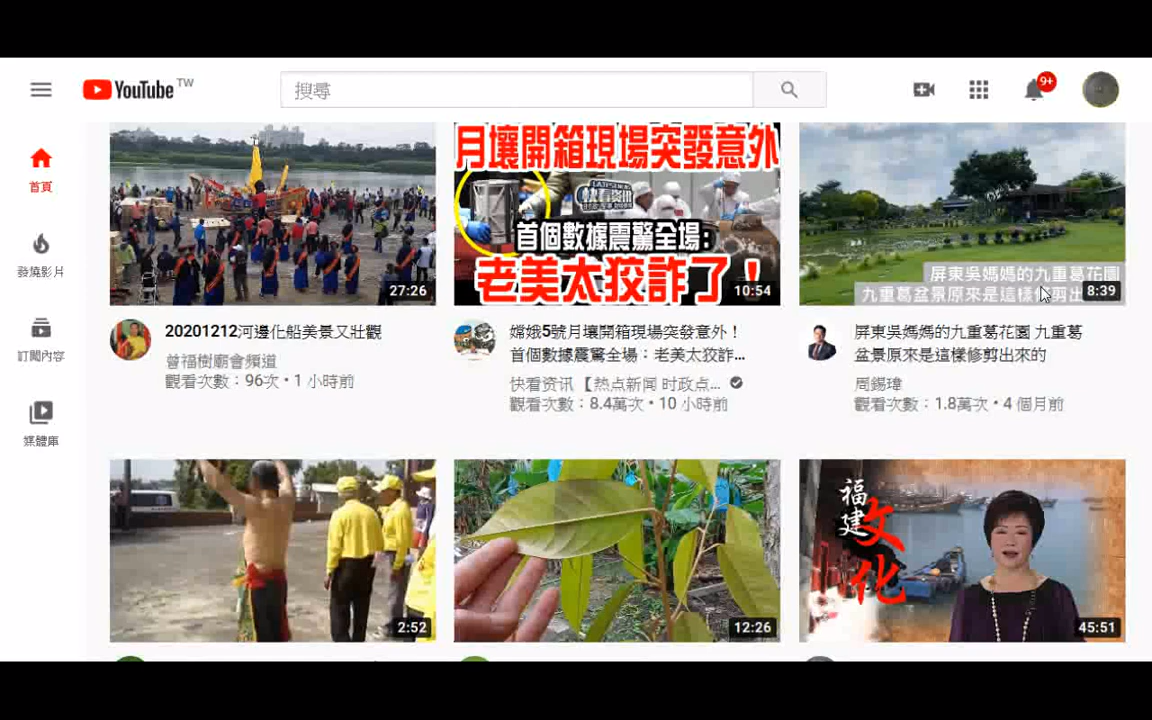 YouTube TW
搜尋
9+
首頁
發燒影片
訂閱內容
媒體庫
27:26
月壤開箱現場突發意外
快看资讯
首個數據震驚全場:
老美太狡詐了!
10:54
屏東吳媽媽的九重葛花園
九重葛盆景原來是這樣修剪出
8:39
20201212河邊化船美景又壯觀
曾福樹廟會頻道
觀看次數:96次 • 1 小時前
嫦娥5號月壤開箱現場突發意外!
首個數據震驚全場:老美太狡詐...
快看资讯 【热点新闻 时政点...
觀看次數:8.4萬次 • 10 小時前
屏東吳媽媽的九重葛花園 九重葛
盆景原來是這樣修剪出來的
周錫瑋
觀看次數:1.8萬次 • 4 個月前
2:52
12:26
福建
文化
45:51